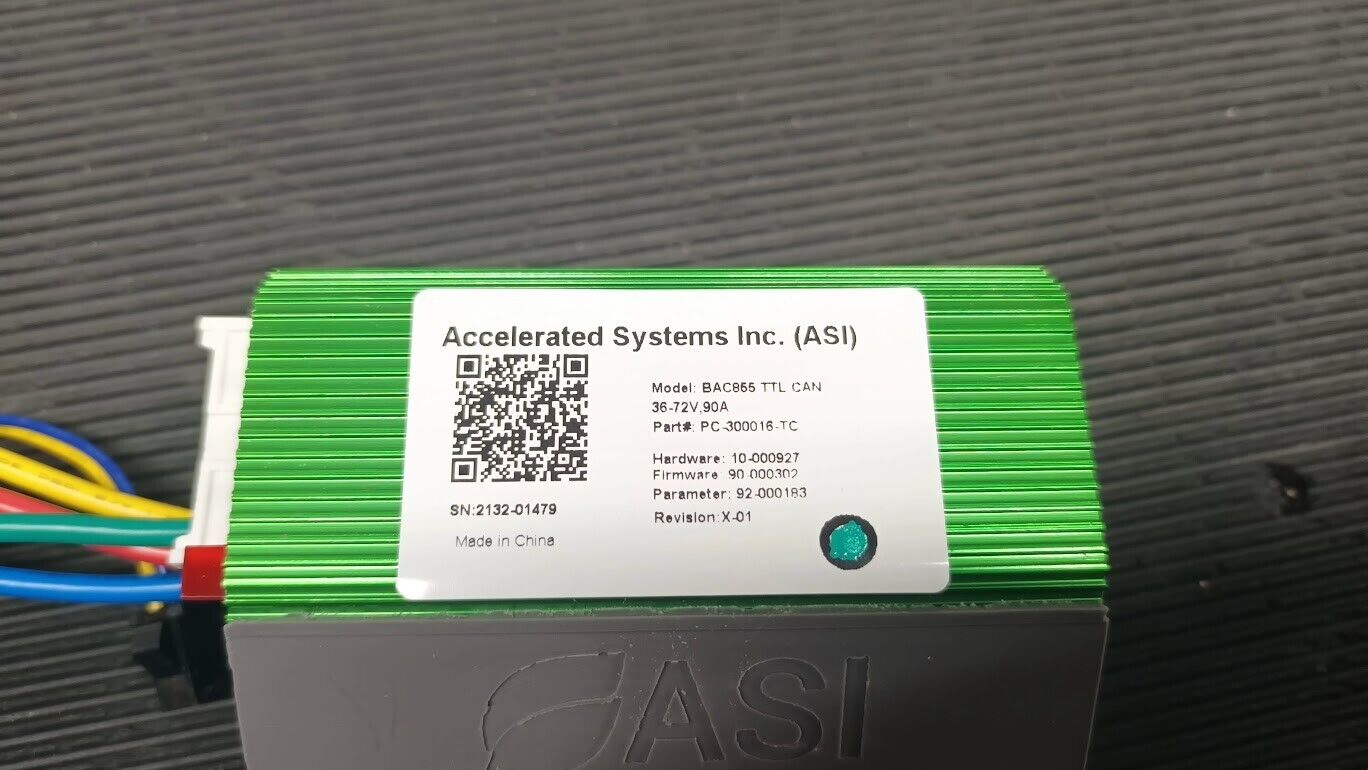 Accelerated Systems Inc. (ASI)
Model: BAC855 TTL CAN
36-72V,90A
Part#: PC-300016-TC
Hardware: 10-000927
Firmware: 90-000302
Parameter: 92-000183
Revision:X-01
SN:2132-01479
Made in China
ASI